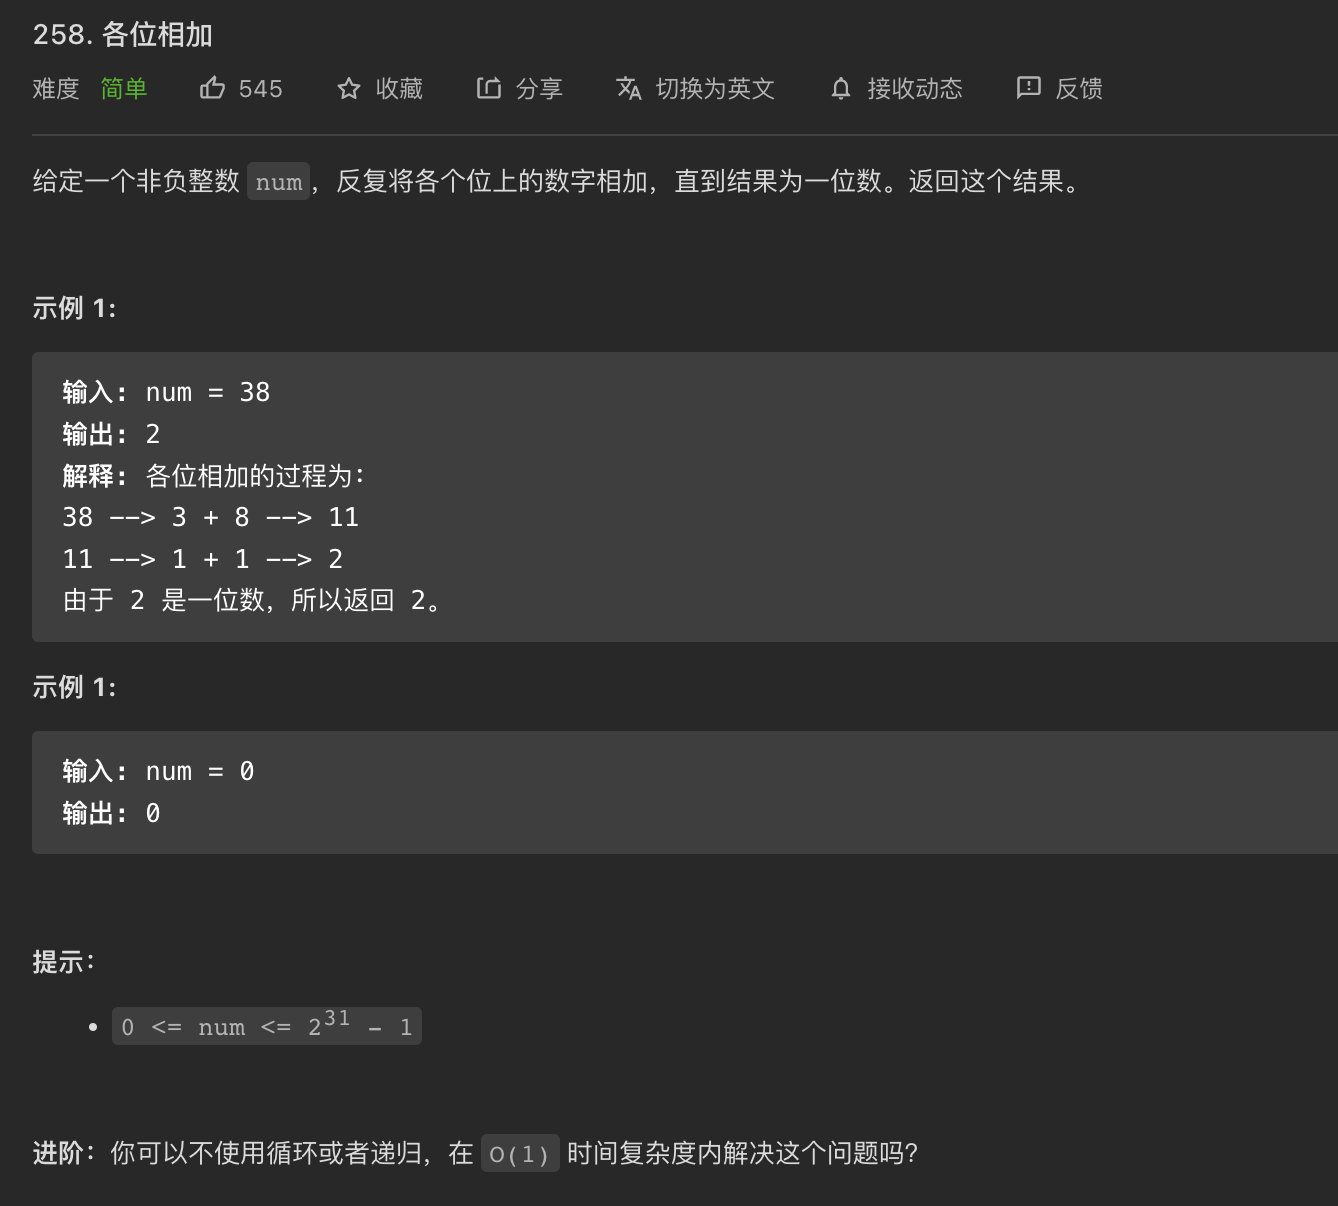 258. 各位相加
难度 简单 545 收藏 分享 切换为英文 接收动态 反馈
给定一个非负整数 num，反复将各个位上的数字相加，直到结果为一位数。返回这个结果。
示例 1:
输入: num = 38
输出: 2
解释: 各位相加的过程为:
38 --> 3 + 8 --> 11
11 --> 1 + 1 --> 2
由于 2 是一位数，所以返回 2。
示例 1:
输入: num = 0
输出: 0
提示：
• 0 <= num <= 2³¹ - 1
进阶：你可以不使用循环或者递归，在 O(1) 时间复杂度内解决这个问题吗？